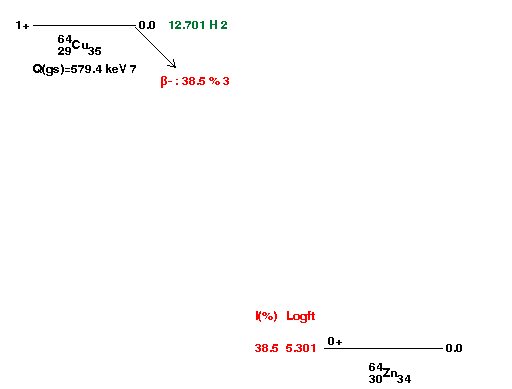 1+ 0.0 12.701 H 2
64
29Cu35
Q(gs)=579.4 keV 7
β- : 38.5 % 3
I(%) Logft
38.5 5.301 0+ 0.0
64
30Zn34